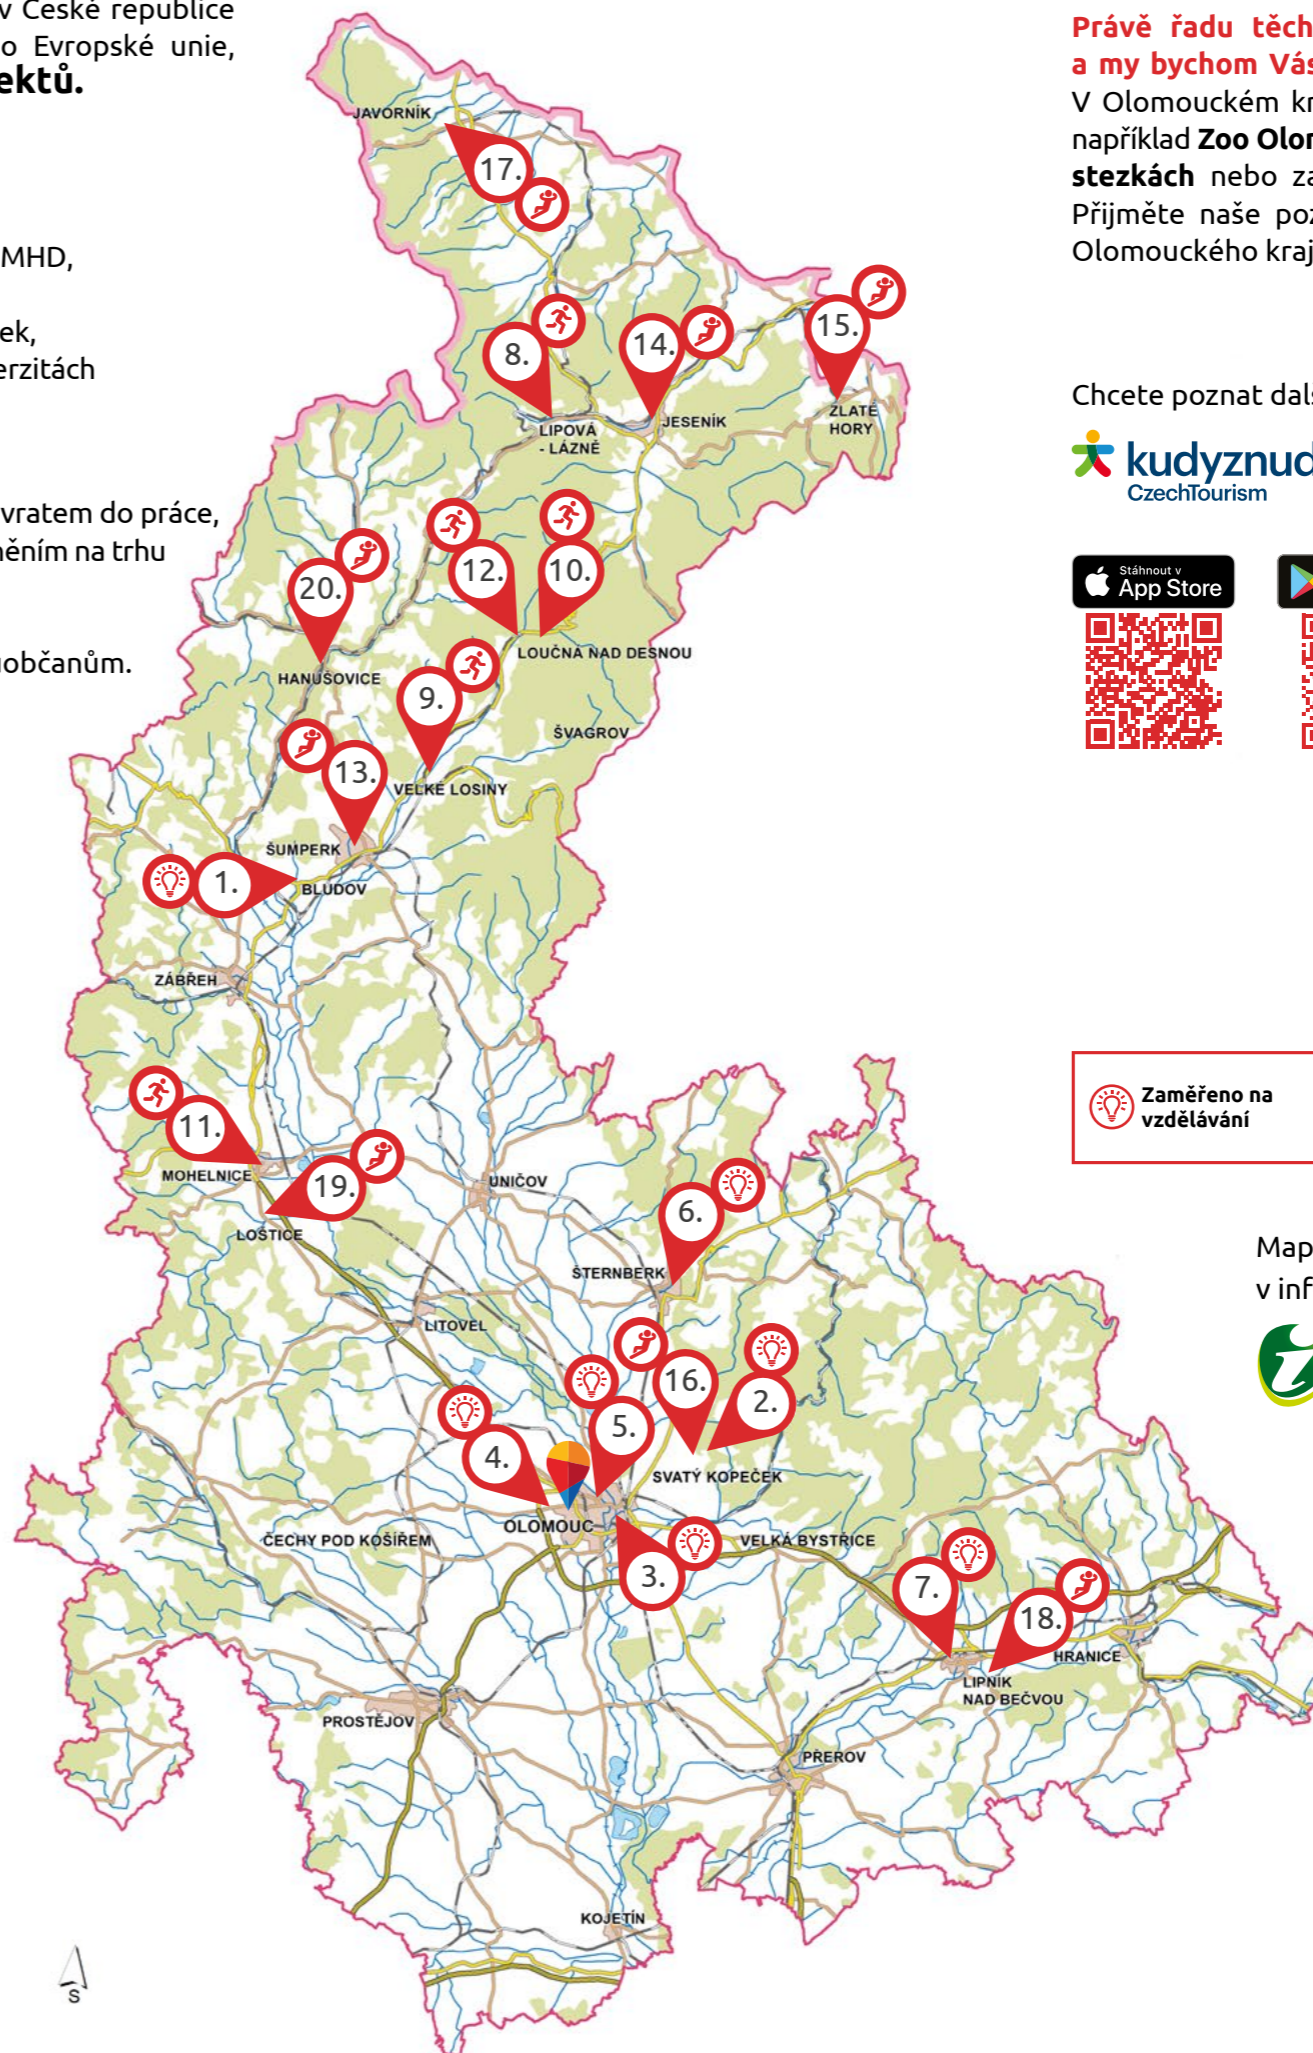 v České republice
o Evropské unie,
ektů.
MHD,
ek,
erzitách
vratem do práce,
něním na trhu
uobčanům.
Právě řadu těch
a my bychom Vás
V Olomouckém kr
například Zoo Olor
stezkách nebo za
Přijměte naše poz
Olomouckého kraj
Chcete poznat dal
kudyznud
CzechTourism
Stáhnout v
App Store
JAVORNÍK
17.
8.
14.
15.
LIPOVÁ
- LÁZNĚ
JESENÍK
ZLATÉ
HORY
20.
12.
10.
HANUŠOVICE
LOUČNÁ NAD DESNOU
9.
ŠVAGROV
13.
VELKÉ LOSINY
ŠUMPERK
1.
BLUDOV
ZÁBŘEH
11.
MOHELNICE
19.
LOŠTICE
UNIČOV
6.
ŠTERNBERK
LITOVEL
16.
2.
5.
4.
SVATÝ KOPEČEK
OLOMOUC
ČECHY POD KOŠÍŘEM
VELKÁ BYSTŘICE
3.
7.
18.
HRANICE
LIPNÍK
NAD BEČVOU
PROSTĚJOV
PŘEROV
KOJETÍN
S
Zaměřeno na
vzdělávání
Map
v inf
i